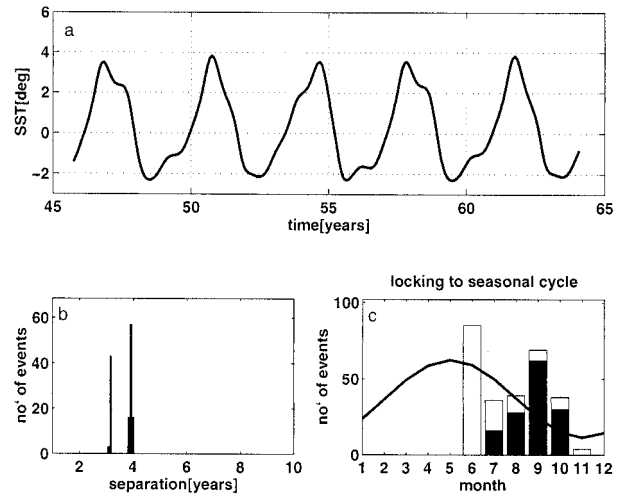 a
6
4
2
0
−2
SST[deg]
45 50 55 60 65
time[years]
b
60
40
20
0
no' of events
2 4 6 8 10
separation[years]
locking to seasonal cycle
c
100
50
0
no' of events
1 2 3 4 5 6 7 8 9 10 11 12
month